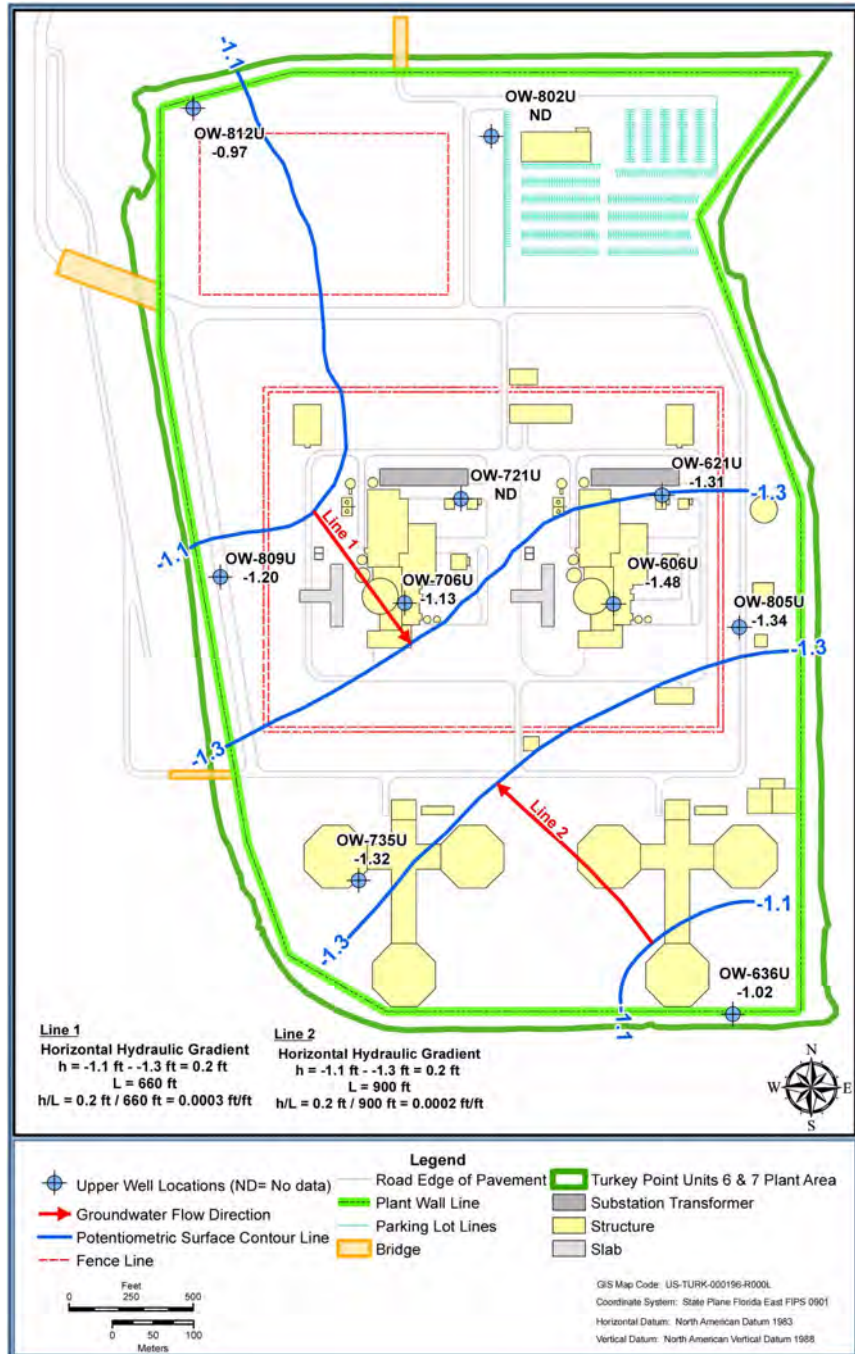 -1.1
OW-802U
ND
OW-812U
-0.97
OW-721U
ND
OW-621U
-1.31
-1.3
Line 1
-1.1
OW-809U
-1.20
OW-706U
-1.13
OW-606U
-1.48
OW-805U
-1.34
-1.3
-1.3
Line 2
OW-735U
-1.32
-1.1
-1.3
OW-636U
-1.02
-1.1
Line 1
Horizontal Hydraulic Gradient
h = -1.1 ft - -1.3 ft = 0.2 ft
L = 660 ft
h/L = 0.2 ft / 660 ft = 0.0003 ft/ft
Line 2
Horizontal Hydraulic Gradient
h = -1.1 ft - -1.3 ft = 0.2 ft
L = 900 ft
h/L = 0.2 ft / 900 ft = 0.0002 ft/ft
N
W
E
S
Legend
Upper Well Locations (ND= No data)
Groundwater Flow Direction
Potentiometric Surface Contour Line
Fence Line
Road Edge of Pavement
Plant Wall Line
Parking Lot Lines
Bridge
Turkey Point Units 6 & 7 Plant Area
Substation Transformer
Structure
Slab
Feet
0 250 500
0 50 100
Meters
GIS Map Code: US-TURK-000196-R000L
Coordinate System: State Plane Florida East FIPS 0901
Horizontal Datum: North American Datum 1983
Vertical Datum: North American Vertical Datum 1988